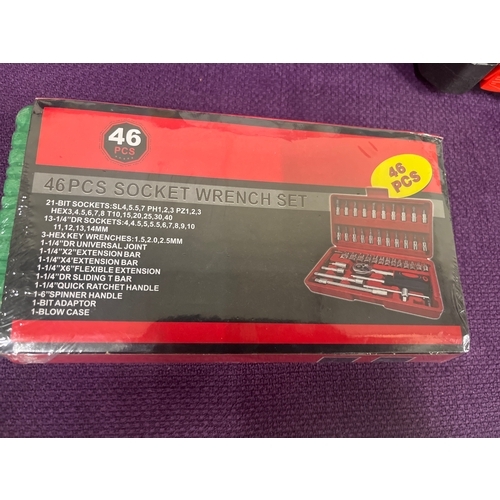 46
PCS
46
PCS
46PCS SOCKET WRENCH SET
21-BIT SOCKETS:SL4,5.5,7 PH1,2,3 PZ1,2,3
HEX3,4.5,6,7,8 T10,15,20,25,30,40
13-1/4"DR SOCKETS:4,4.5,5,5.5,6,7,8,9,10
11,12,13,14MM
3-HEX KEY WRENCHES:1.5,2.0,2.5MM
1-1/4"DR UNIVERSAL JOINT
1-1/4"X2"EXTENSION BAR
1-1/4"X4'EXTENSION BAR
1-1/4"X6"FLEXIBLE EXTENSION
1-1/4"DR SLIDING T BAR
1-1/4"QUICK RATCHET HANDLE
1-6"SPINNER HANDLE
1-BIT ADAPTOR
1-BLOW CASE